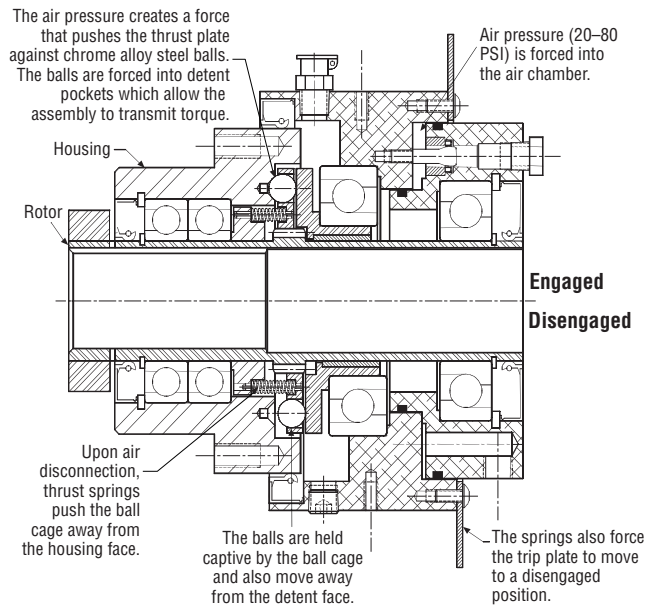 The air pressure creates a force
that pushes the thrust plate
against chrome alloy steel balls.
The balls are forced into detent
pockets which allow the
assembly to transmit torque.
Air pressure (20–80
PSI) is forced into
the air chamber.
Housing
Rotor
Engaged
Disengaged
Upon air
disconnection,
thrust springs
push the ball
cage away from
the housing face.
The balls are held
captive by the ball cage
and also move away
from the detent face.
The springs also force
the trip plate to move
to a disengaged
position.